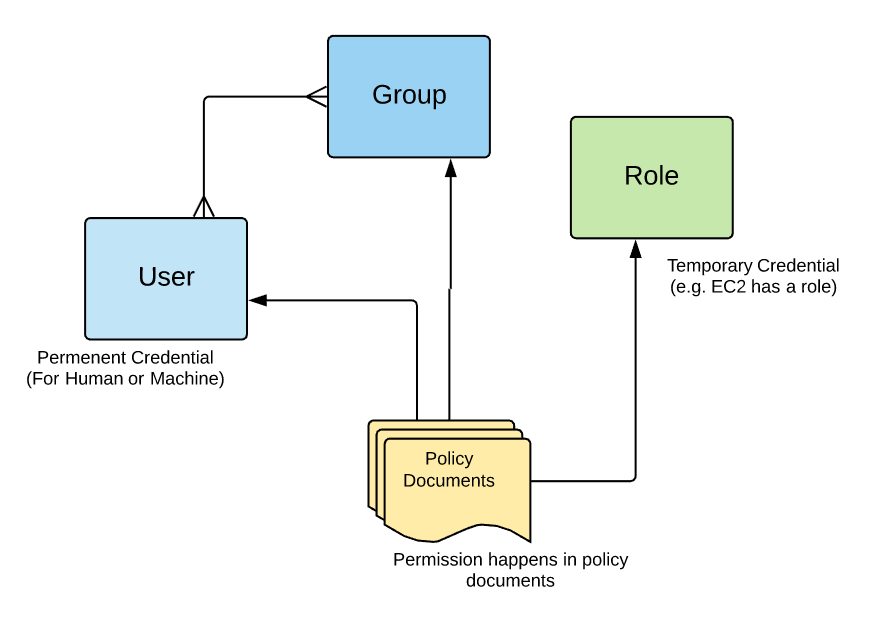 Group
Role
User
Temporary Credential
(e.g. EC2 has a role)
Permenent Credential
(For Human or Machine)
Policy
Documents
Permission happens in policy
documents